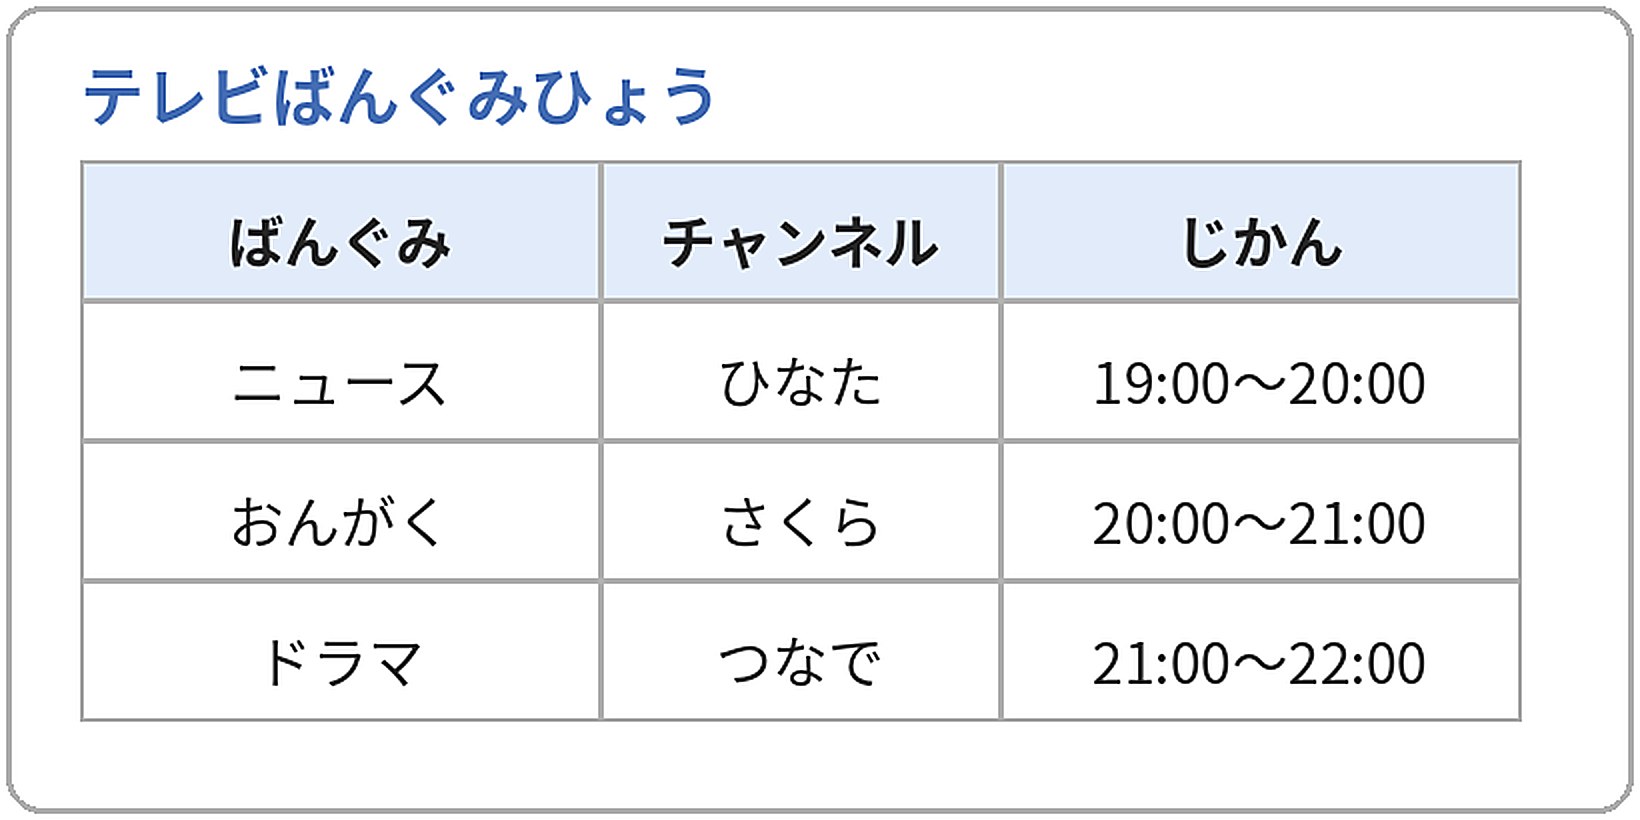 テレビばんぐみひょう
ばんぐみ チャンネル じかん
ニュース ひなた 19:00～20:00
おんがく さくら 20:00～21:00
ドラマ つなで 21:00～22:00